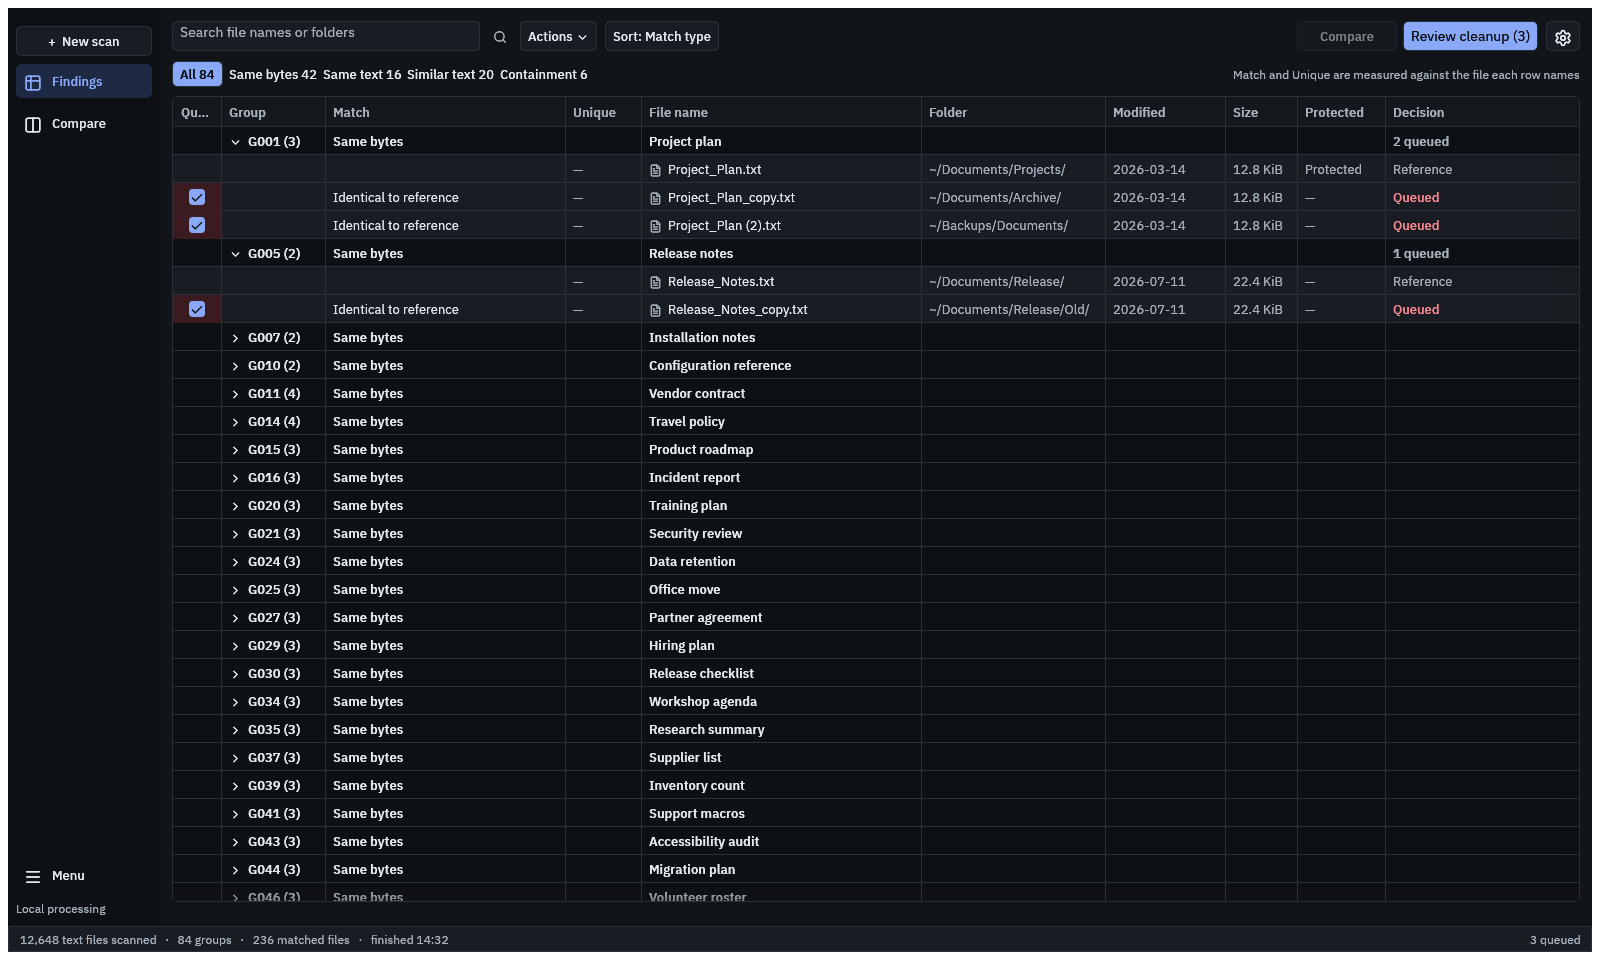 + New scan
Findings
Compare
Menu
Local processing
Search file names or folders
Actions
Sort: Match type
Compare
Review cleanup (3)
All 84 Same bytes 42 Same text 16 Similar text 20 Containment 6
Match and Unique are measured against the file each row names
Qu... Group Match Unique File name Folder Modified Size Protected Decision
G001 (3) Same bytes Project plan 2 queued
— Project_Plan.txt ~/Documents/Projects/ 2026-03-14 12.8 KiB Protected Reference
Identical to reference — Project_Plan_copy.txt ~/Documents/Archive/ 2026-03-14 12.8 KiB — Queued
Identical to reference — Project_Plan (2).txt ~/Backups/Documents/ 2026-03-14 12.8 KiB — Queued
G005 (2) Same bytes Release notes 1 queued
— Release_Notes.txt ~/Documents/Release/ 2026-07-11 22.4 KiB — Reference
Identical to reference — Release_Notes_copy.txt ~/Documents/Release/Old/ 2026-07-11 22.4 KiB — Queued
G007 (2) Same bytes Installation notes
G010 (2) Same bytes Configuration reference
G011 (4) Same bytes Vendor contract
G014 (4) Same bytes Travel policy
G015 (3) Same bytes Product roadmap
G016 (3) Same bytes Incident report
G020 (3) Same bytes Training plan
G021 (3) Same bytes Security review
G024 (3) Same bytes Data retention
G025 (3) Same bytes Office move
G027 (3) Same bytes Partner agreement
G029 (3) Same bytes Hiring plan
G030 (3) Same bytes Release checklist
G034 (3) Same bytes Workshop agenda
G035 (3) Same bytes Research summary
G037 (3) Same bytes Supplier list
G039 (3) Same bytes Inventory count
G041 (3) Same bytes Support macros
G043 (3) Same bytes Accessibility audit
G044 (3) Same bytes Migration plan
G046 (3) Same bytes Volunteer roster
12,648 text files scanned · 84 groups · 236 matched files · finished 14:32
3 queued